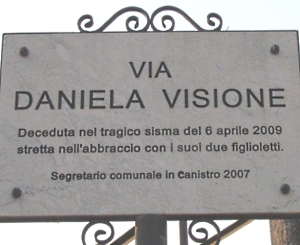 VIA
DANIELA VISIONE
Deceduta nel tragico sisma del 6 aprile 2009
stretta nell'abbraccio con i suoi due figlioletti.
Segretario comunale in Canistro 2007